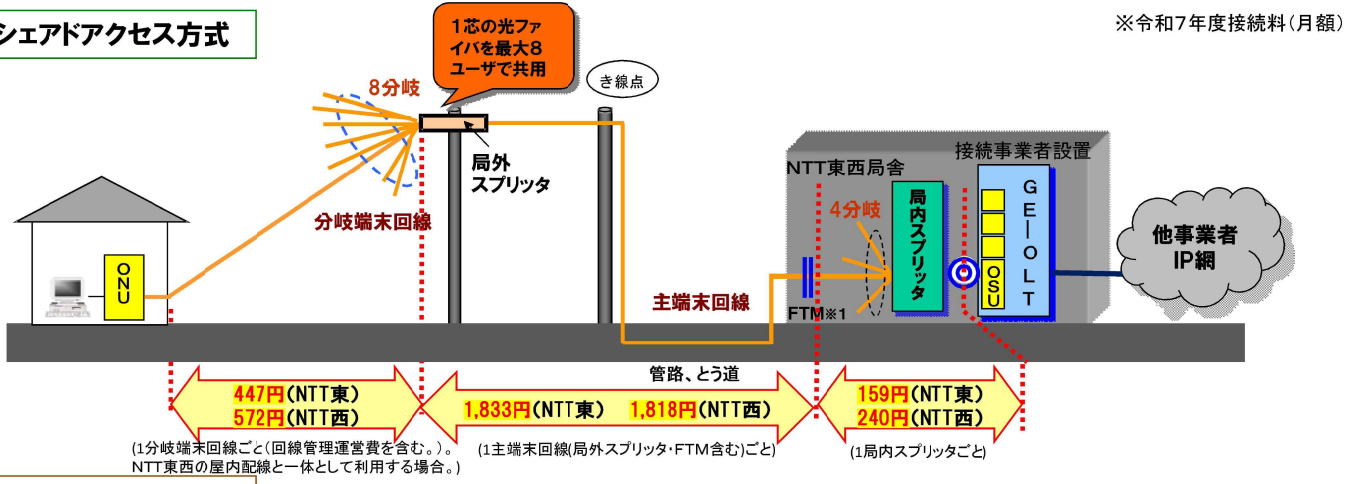 シェアドアクセス方式
※令和7年度接続料(月額)
1芯の光ファ
イバを最大8
ユーザで共用
き線点
8分岐
局外
スプリッタ
分岐端末回線
ONU
主端末回線
NTT東西局舎
接続事業者設置
4分岐
局内スプリッタ
GE-OLT
OSU
FTM※1
他事業者
IP網
管路、とう道
447円(NTT東)
572円(NTT西)
1,833円(NTT東) 1,818円(NTT西)
159円(NTT東)
240円(NTT西)
(1分岐端末回線ごと(回線管理運営費を含む。)。
NTT東西の屋内配線と一体として利用する場合。)
(1主端末回線(局外スプリッタ・FTM含む)ごと)
(1局内スプリッタごと)